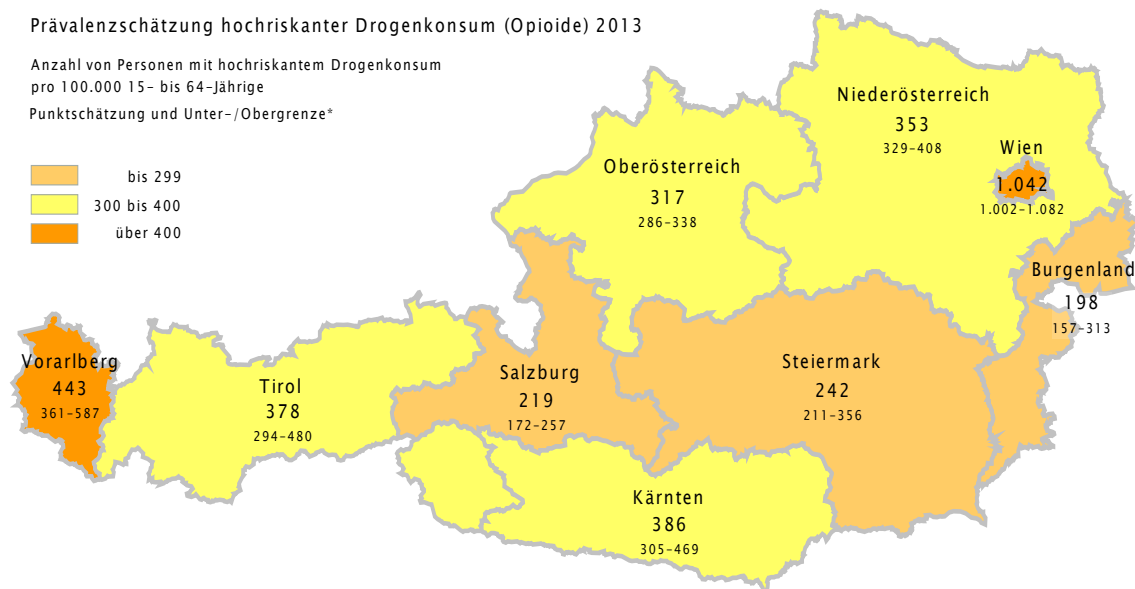 Prävalenzschätzung hochriskanter Drogenkonsum (Opioide) 2013
Anzahl von Personen mit hochriskantem Drogenkonsum
pro 100.000 15- bis 64-Jährige
Punktschätzung und Unter-/Obergrenze*
bis 299
300 bis 400
über 400
Niederösterreich
353
329-408
Wien
1.042
1.002-1.082
Oberösterreich
317
286-338
Burgenland
198
157-313
Vorarlberg
443
361-587
Tirol
378
294-480
Salzburg
219
172-257
Steiermark
242
211-356
Kärnten
386
305-469